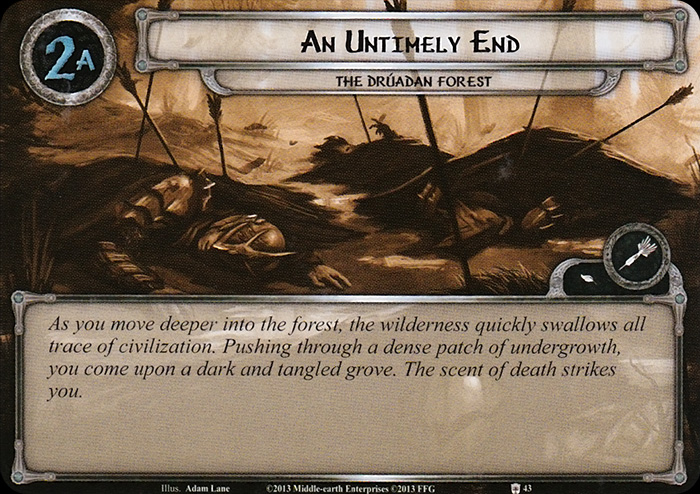 2A
An Untimely End
The Drúadan Forest
As you move deeper into the forest, the wilderness quickly swallows all
trace of civilization. Pushing through a dense patch of undergrowth,
you come upon a dark and tangled grove. The scent of death strikes
you.
Illus. Adam Lane ©2013 Middle-earth Enterprises ©2013 FFG 43